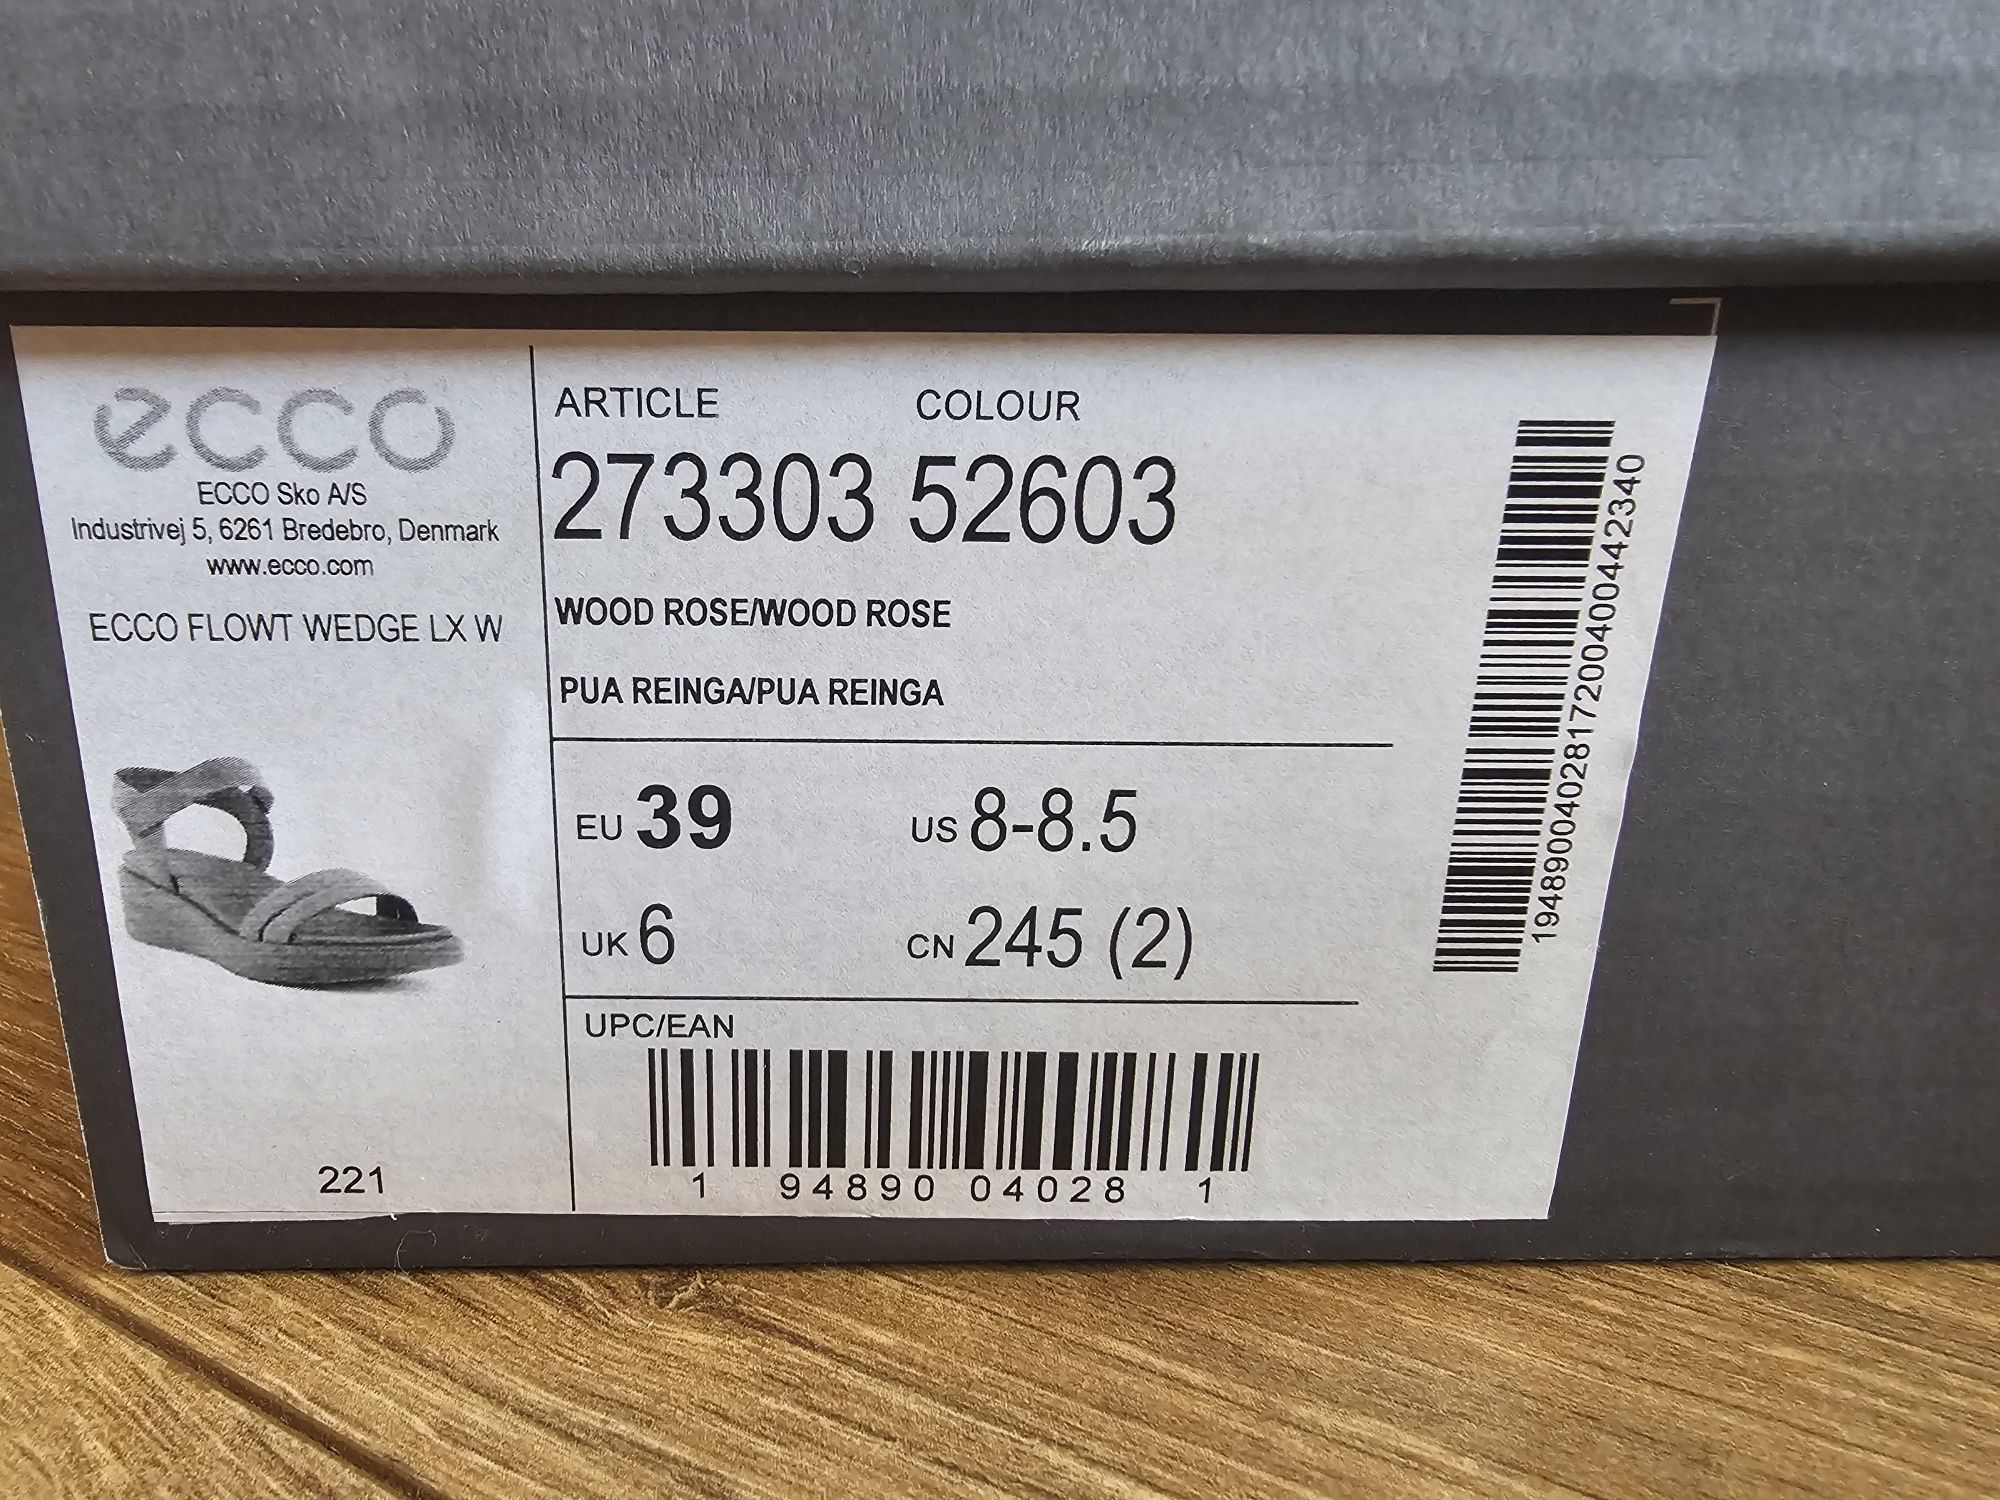 ecco
ECCO Sko A/S
Industrivej 5, 6261 Bredebro, Denmark
www.ecco.com
ECCO FLOWT WEDGE LX W
221
ARTICLE COLOUR
273303 52603
WOOD ROSE/WOOD ROSE
PUA REINGA/PUA REINGA
EU 39 US 8-8.5
UK 6 CN 245 (2)
UPC/EAN
1 94890 04028 1
19489004028172004004423​40